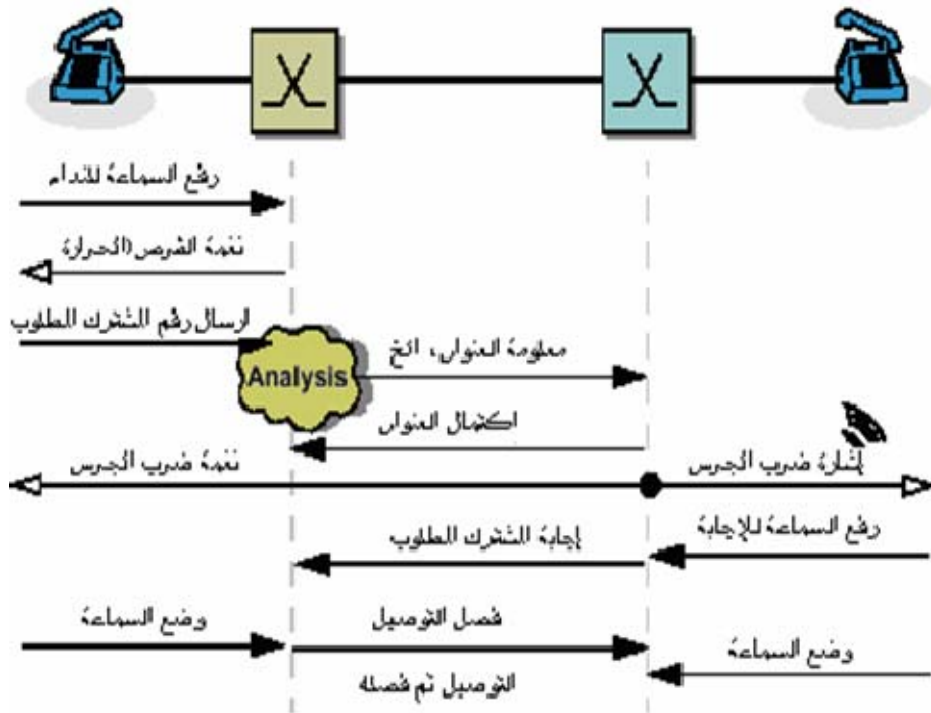 رفع السماعة للنداء
نغمة القرص (الحرارة
ارسال رقم المشترك المطلوب
Analysis
معلومة العنوان، الخ
اكتمال العنوان
نغمة ضرب الجرس
إشارة ضرب الجرس
إجابة المشترك المطلوب
رفع السماعة للإجابة
وضع السماعة
فصل التوصيل
وضع السماعة
التوصيل تم فصله